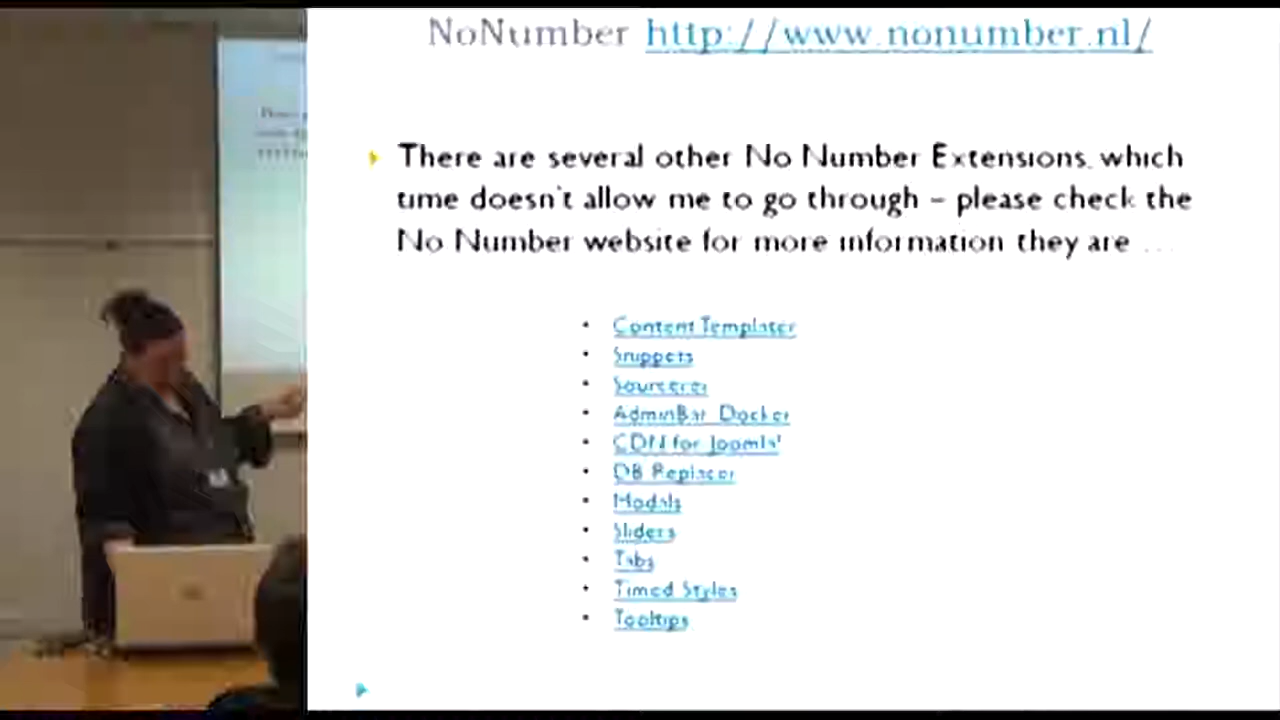 NoNumber http://www.nonumber.nl/
There are several other No Number Extensions, which
time doesn't allow me to go through – please check the
No Number website for more information they are ...
• Content Templater
• Snippets
• Sourcerer
• AdminBar Docker
• CDN for Joomla!
• DB Replacer
• Modals
• Sliders
• Tabs
• Timed Styles
• Tooltips